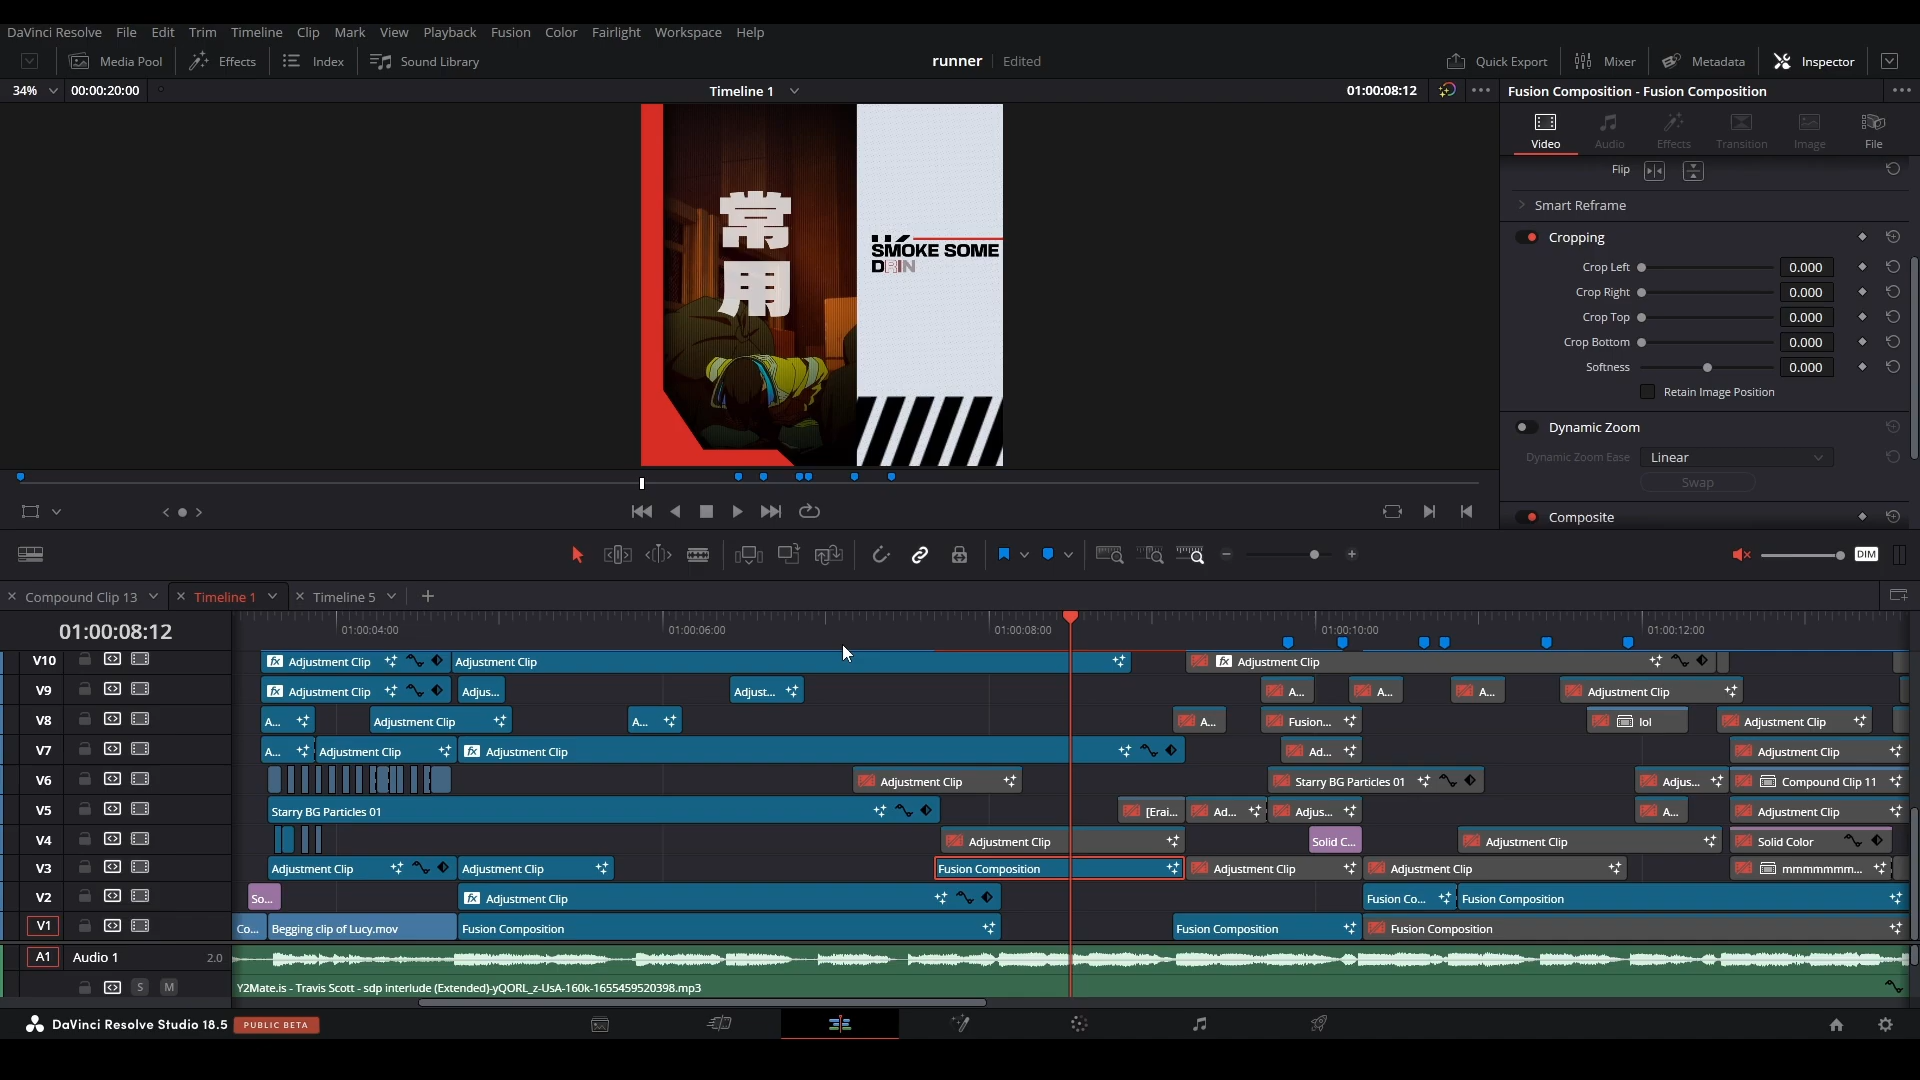 DaVinci Resolve File Edit Trim Timeline Clip Mark View Playback Fusion Color Fairlight Workspace Help
Media Pool Effects Index Sound Library runner Edited Quick Export Mixer Metadata Inspector
34% 00:00:20:00 Timeline 1 01:00:08:12 Fusion Composition - Fusion Composition
Video Audio Effects Transition Image File
常
用
SMOKE SOME
DRIN
Flip
Smart Reframe
Cropping
Crop Left 0.000
Crop Right 0.000
Crop Top 0.000
Crop Bottom 0.000
Softness 0.000
Retain Image Position
Dynamic Zoom
Dynamic Zoom Ease Linear
Swap
Composite
DIM
Compound Clip 13 Timeline 1 Timeline 5
01:00:08:12 01:00:04:00 01:00:06:00 01:00:08:00 01:00:10:00 01:00:12:00
V10 Adjustment Clip Adjustment Clip Adjustment Clip
V9 Adjustment Clip Adjus... Adjust... A... A... A... Adjustment Clip
V8 A... Adjustment Clip A... A... Fusion... lol Adjustment Clip
V7 A... Adjustment Clip Adjustment Clip Ad... Adjustment Clip
V6 Adjustment Clip Starry BG Particles 01 Adjus... Compound Clip 11
V5 Starry BG Particles 01 [Erai... Ad... Adjus... A... Adjustment Clip
V4 Adjustment Clip Solid C... Adjustment Clip Solid Color
V3 Adjustment Clip Adjustment Clip Fusion Composition Adjustment Clip Adjustment Clip mmmmmmm...
V2 So... Adjustment Clip Fusion Co... Fusion Composition
V1 Co... Begging clip of Lucy.mov Fusion Composition Fusion Composition Fusion Composition
A1 Audio 1 2.0
S M Y2Mate.is - Travis Scott - sdp interlude (Extended)-yQORL_z-UsA-160k-1655459520398.mp3
DaVinci Resolve Studio 18.5 PUBLIC BETA